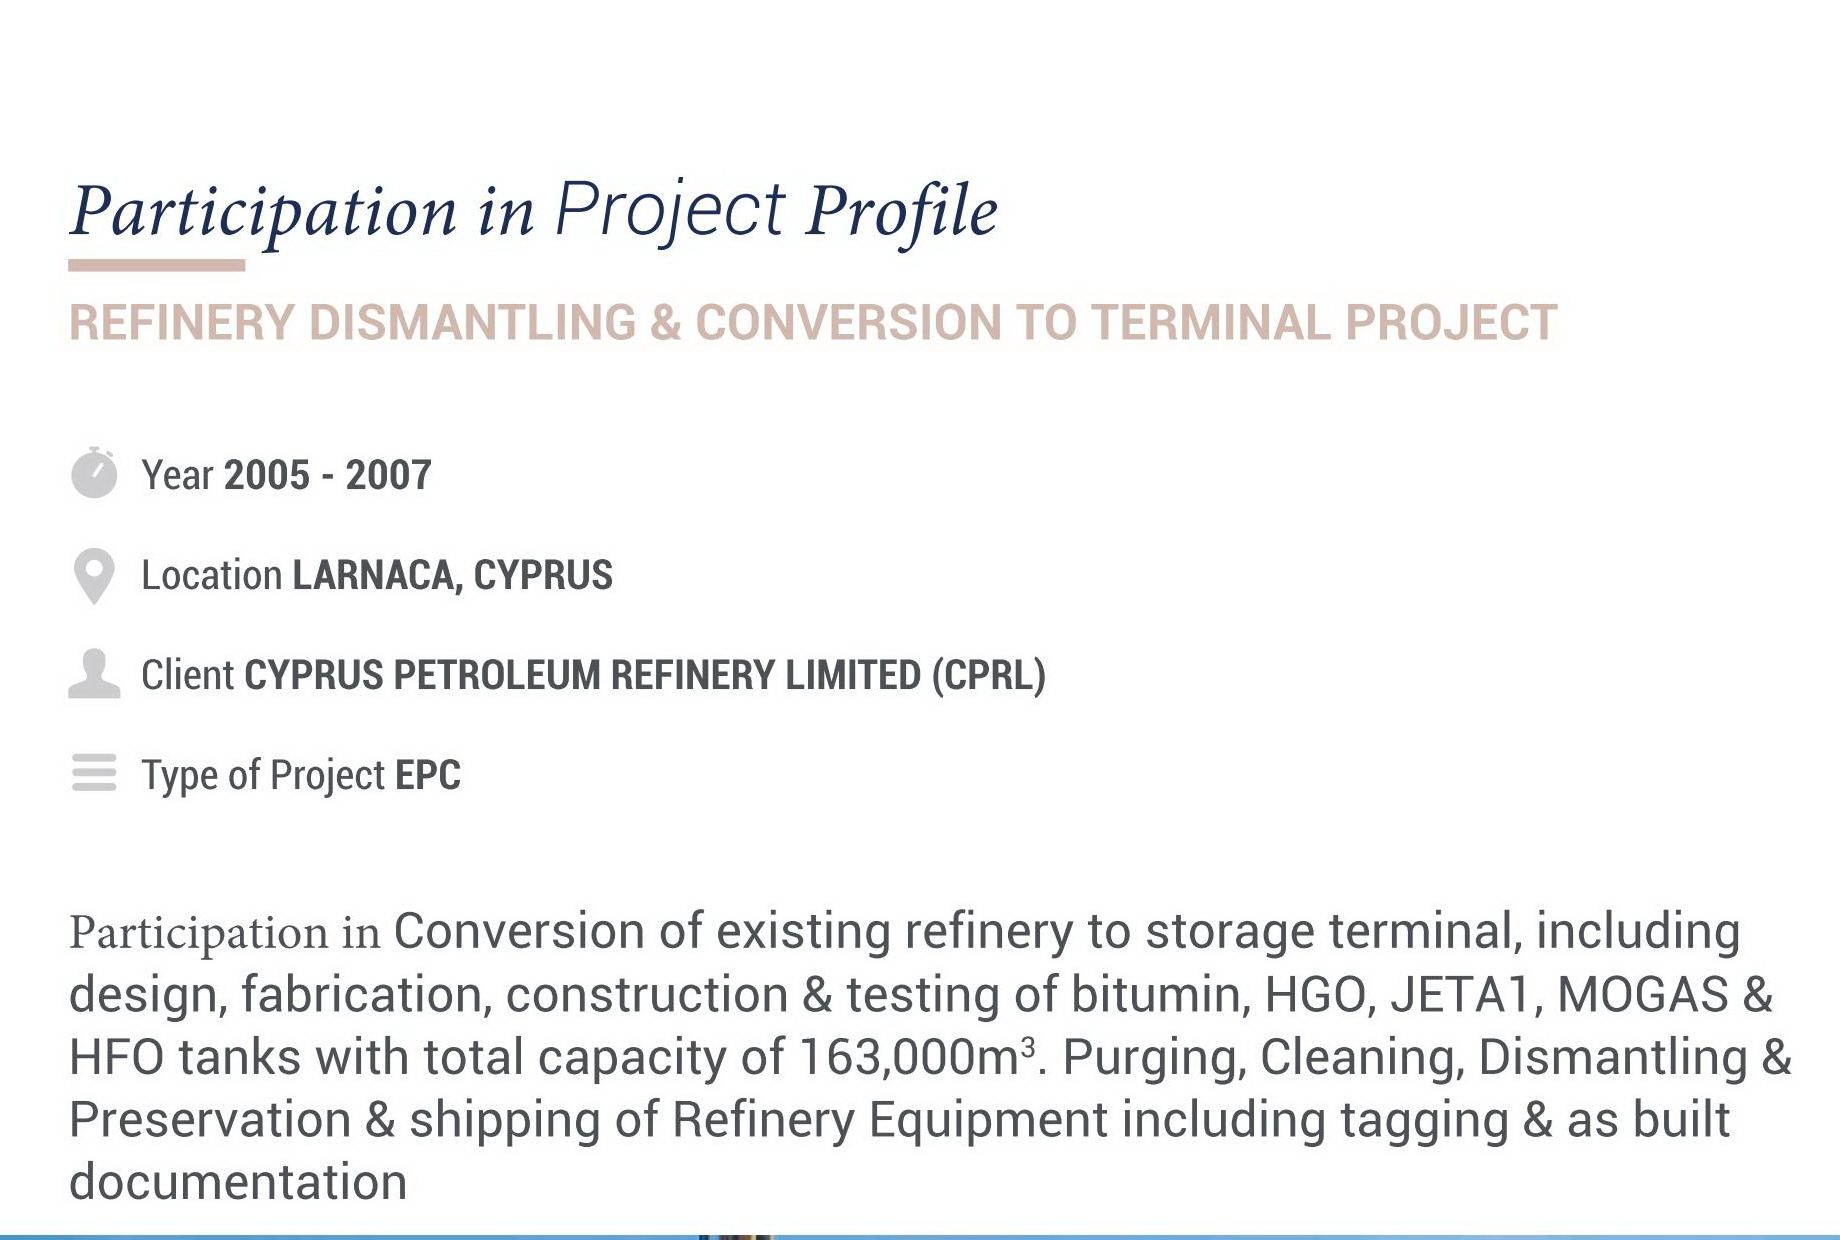 Participation in Project Profile
REFINERY DISMANTLING & CONVERSION TO TERMINAL PROJECT
Year 2005 - 2007
Location LARNACA, CYPRUS
Client CYPRUS PETROLEUM REFINERY LIMITED (CPRL)
Type of Project EPC
Participation in Conversion of existing refinery to storage terminal, including
design, fabrication, construction & testing of bitumin, HGO, JETA1, MOGAS &
HFO tanks with total capacity of 163,000m³. Purging, Cleaning, Dismantling &
Preservation & shipping of Refinery Equipment including tagging & as built
documentation